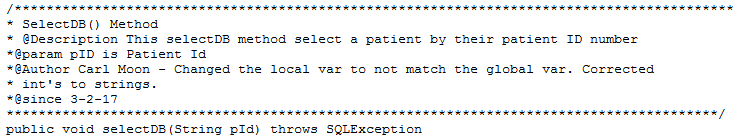 /******************************************************************************************
* SelectDB() Method
* @Description This selectDB method select a patient by their patient ID number
*@param pID is Patient Id
*@Author Carl Moon - Changed the local var to not match the global var. Corrected
* int's to strings.
*@since 3-2-17
*****************************************************************************************/
public void selectDB(String pId) throws SQLException